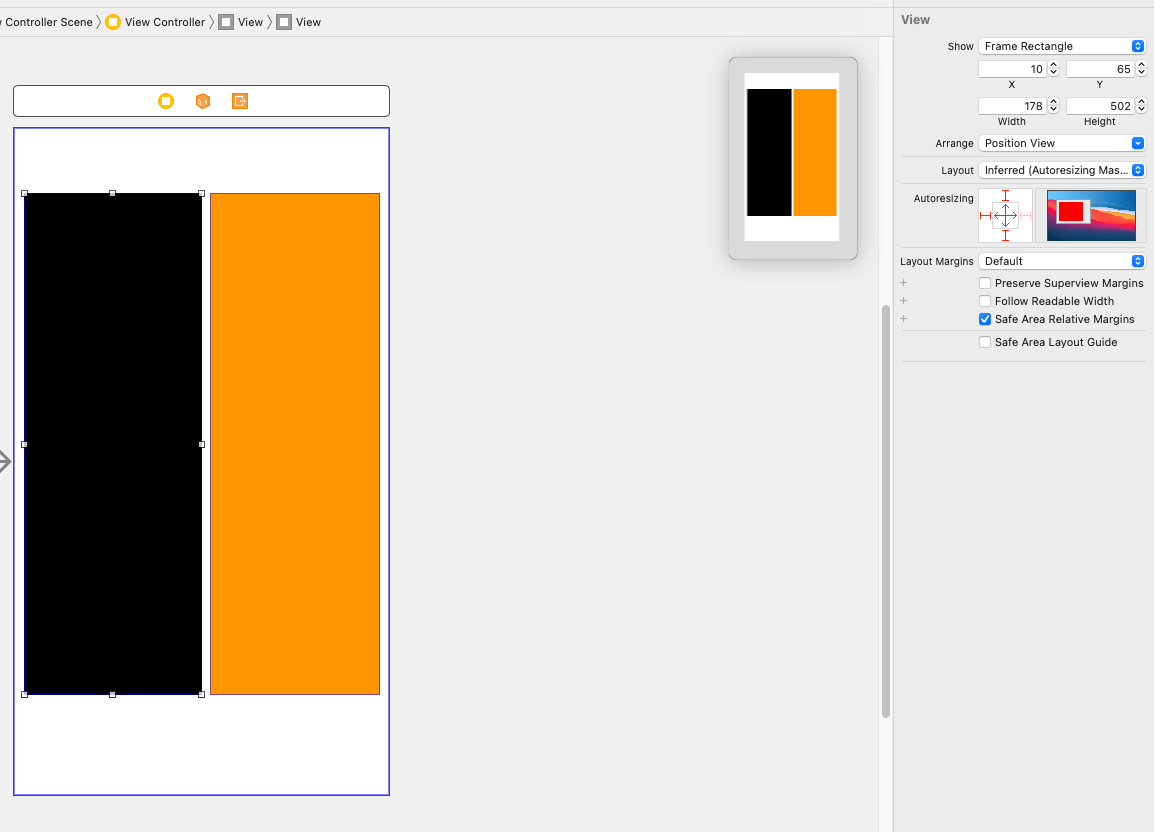 Controller Scene 〉 View Controller 〉 View 〉 View
View
Show Frame Rectangle
10 65
X Y
178 502
Width Height
Arrange Position View
Layout Inferred (Autoresizing Mas...
Autoresizing
Layout Margins Default
Preserve Superview Margins
Follow Readable Width
Safe Area Relative Margins
Safe Area Layout Guide